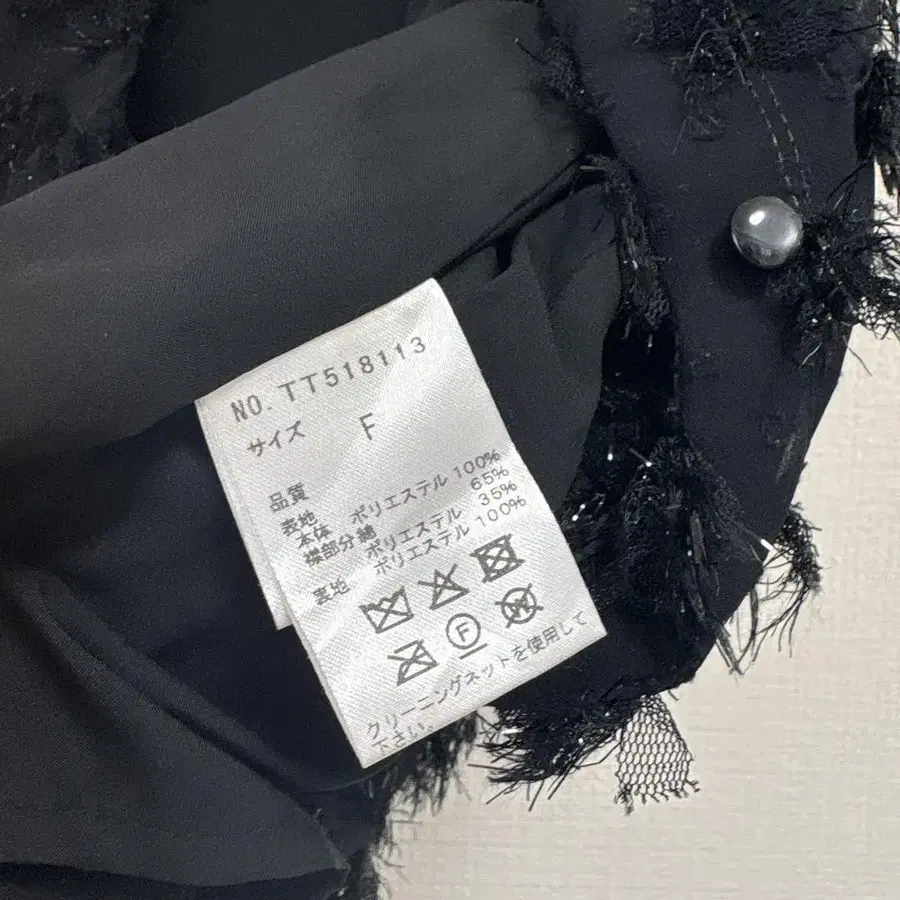 NO. TT518113
サイズ F
品質
表地
本体 ポリエステル 100%
襟部分 綿 65%
ポリエステル 35%
裏地 ポリエステル 100%
F
W
クリーニングネットを使用して
下さい。